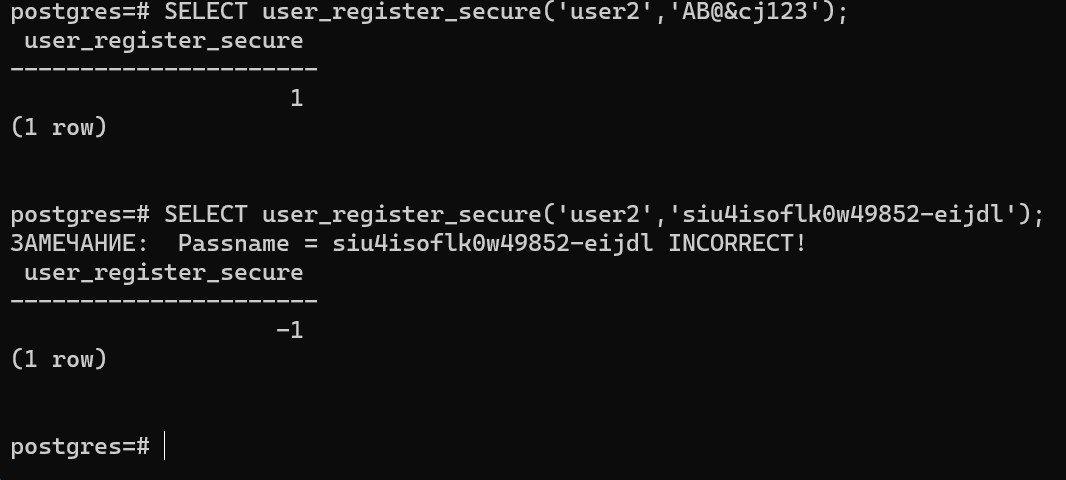 postgres=# SELECT user_register_secure('user2','AB@&cj123');
user_register_secure
----------------------
1
(1 row)
postgres=# SELECT user_register_secure('user2','siu4isoflk0w49852-eijdl');
ЗАМЕЧАНИЕ:  Passname = siu4isoflk0w49852-eijdl INCORRECT!
user_register_secure
----------------------
-1
(1 row)
postgres=#